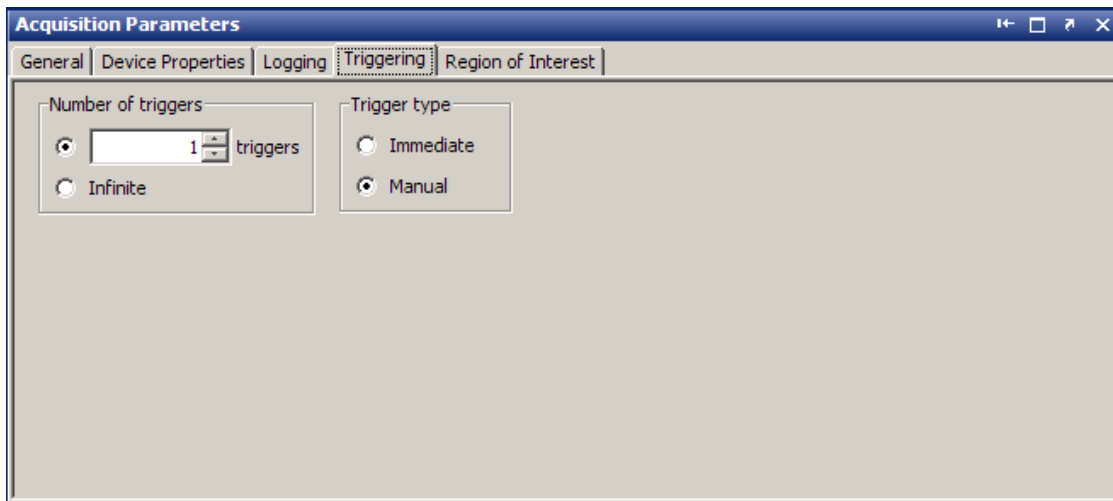 Acquisition Parameters
General Device Properties Logging Triggering Region of Interest
Number of triggers
1 triggers
Infinite
Trigger type
Immediate
Manual